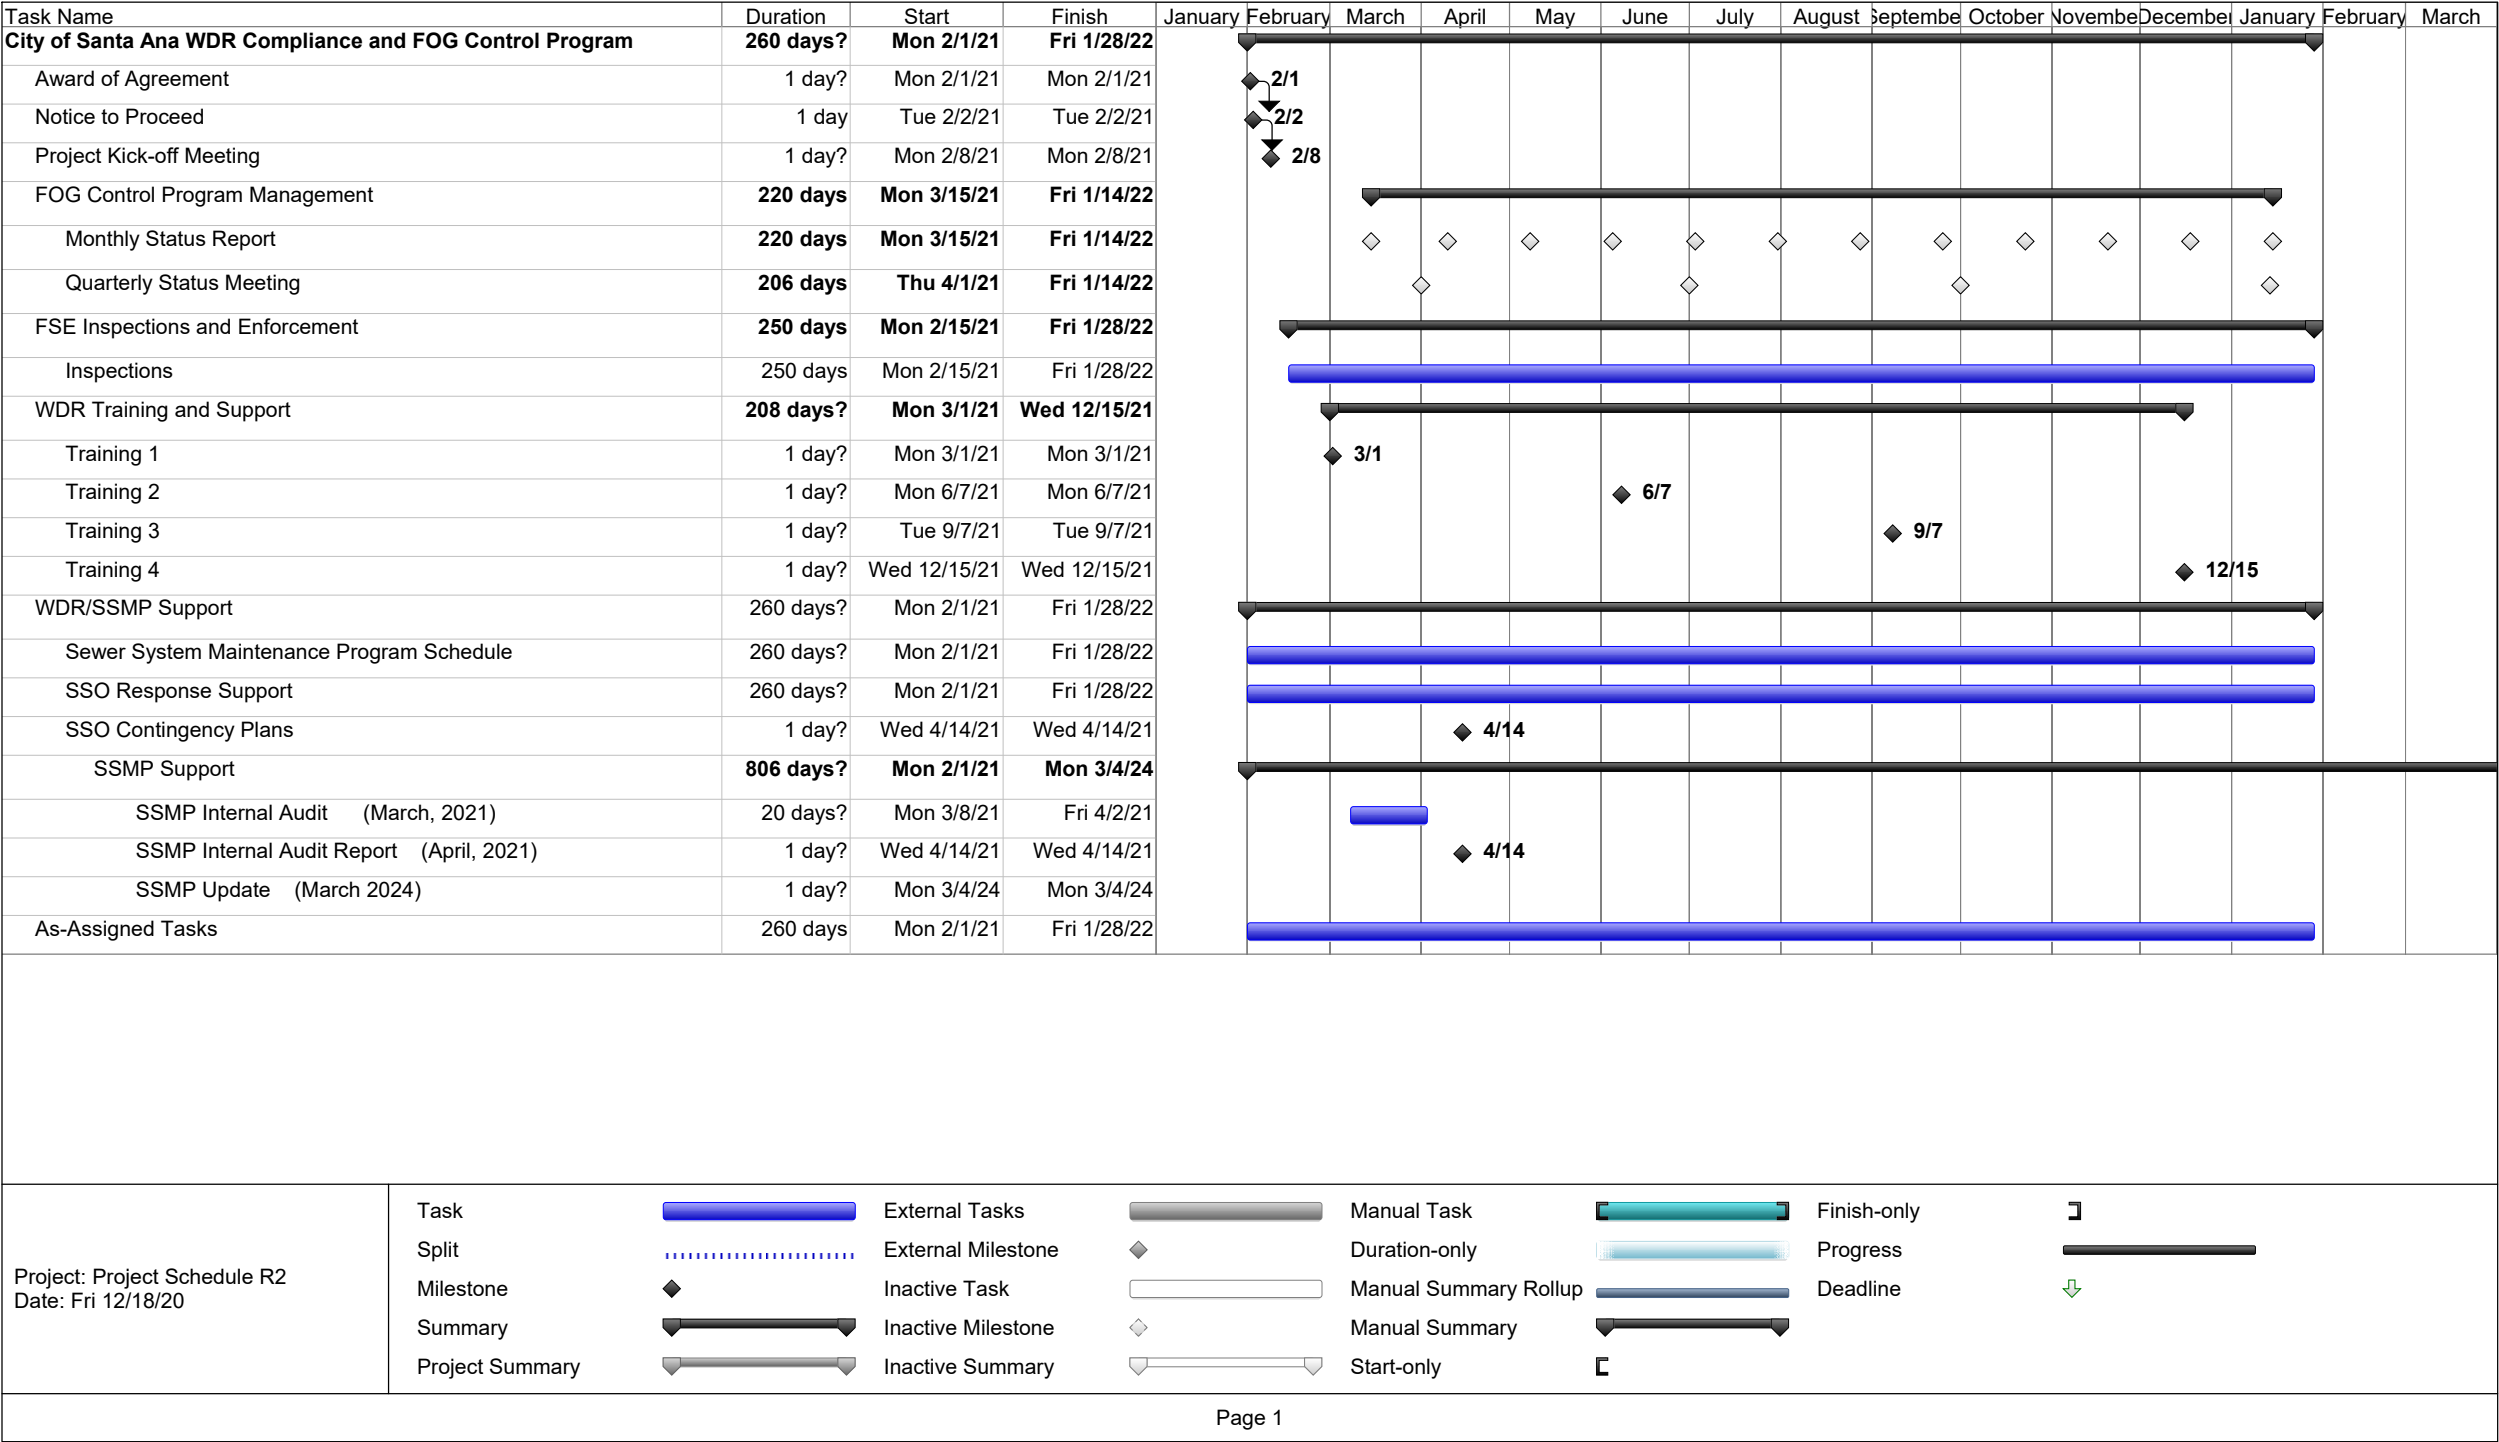 Task Name Duration Start Finish January February March April May June July August Septembe October Novembe December January February March
City of Santa Ana WDR Compliance and FOG Control Program 260 days? Mon 2/1/21 Fri 1/28/22
Award of Agreement 1 day? Mon 2/1/21 Mon 2/1/21 2/1
Notice to Proceed 1 day Tue 2/2/21 Tue 2/2/21 2/2
Project Kick-off Meeting 1 day? Mon 2/8/21 Mon 2/8/21 2/8
FOG Control Program Management 220 days Mon 3/15/21 Fri 1/14/22
Monthly Status Report 220 days Mon 3/15/21 Fri 1/14/22
Quarterly Status Meeting 206 days Thu 4/1/21 Fri 1/14/22
FSE Inspections and Enforcement 250 days Mon 2/15/21 Fri 1/28/22
Inspections 250 days Mon 2/15/21 Fri 1/28/22
WDR Training and Support 208 days? Mon 3/1/21 Wed 12/15/21
Training 1 1 day? Mon 3/1/21 Mon 3/1/21 3/1
Training 2 1 day? Mon 6/7/21 Mon 6/7/21 6/7
Training 3 1 day? Tue 9/7/21 Tue 9/7/21 9/7
Training 4 1 day? Wed 12/15/21 Wed 12/15/21 12/15
WDR/SSMP Support 260 days? Mon 2/1/21 Fri 1/28/22
Sewer System Maintenance Program Schedule 260 days? Mon 2/1/21 Fri 1/28/22
SSO Response Support 260 days? Mon 2/1/21 Fri 1/28/22
SSO Contingency Plans 1 day? Wed 4/14/21 Wed 4/14/21 4/14
SSMP Support 806 days? Mon 2/1/21 Mon 3/4/24
SSMP Internal Audit (March, 2021) 20 days? Mon 3/8/21 Fri 4/2/21
SSMP Internal Audit Report (April, 2021) 1 day? Wed 4/14/21 Wed 4/14/21 4/14
SSMP Update (March 2024) 1 day? Mon 3/4/24 Mon 3/4/24
As-Assigned Tasks 260 days Mon 2/1/21 Fri 1/28/22
Project: Project Schedule R2
Date: Fri 12/18/20
Task External Tasks Manual Task Finish-only
Split External Milestone Duration-only Progress
Milestone Inactive Task Manual Summary Rollup Deadline
Summary Inactive Milestone Manual Summary
Project Summary Inactive Summary Start-only
Page 1